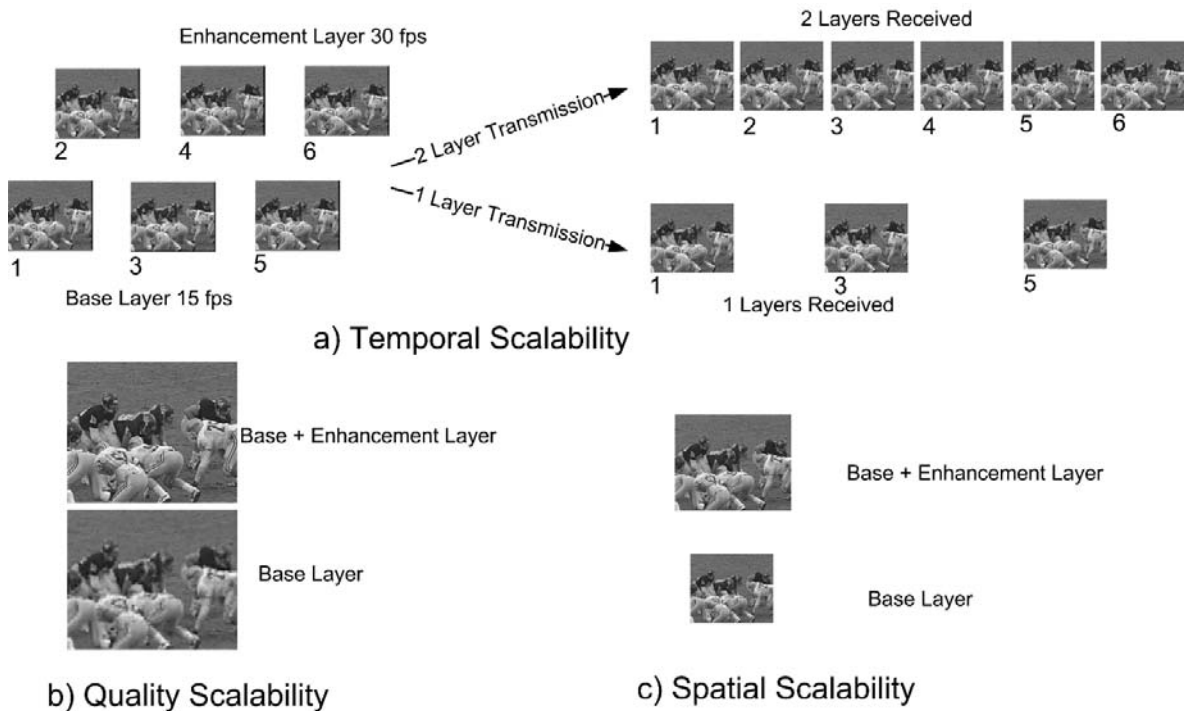 Enhancement Layer 30 fps
2 Layers Received
2 4 6
2 Layer Transmission
1 2 3 4 5 6
1 Layer Transmission
1 3 5
Base Layer 15 fps
1 3 5
1 Layers Received
a) Temporal Scalability
Base + Enhancement Layer
Base Layer
b) Quality Scalability
Base + Enhancement Layer
Base Layer
c) Spatial Scalability